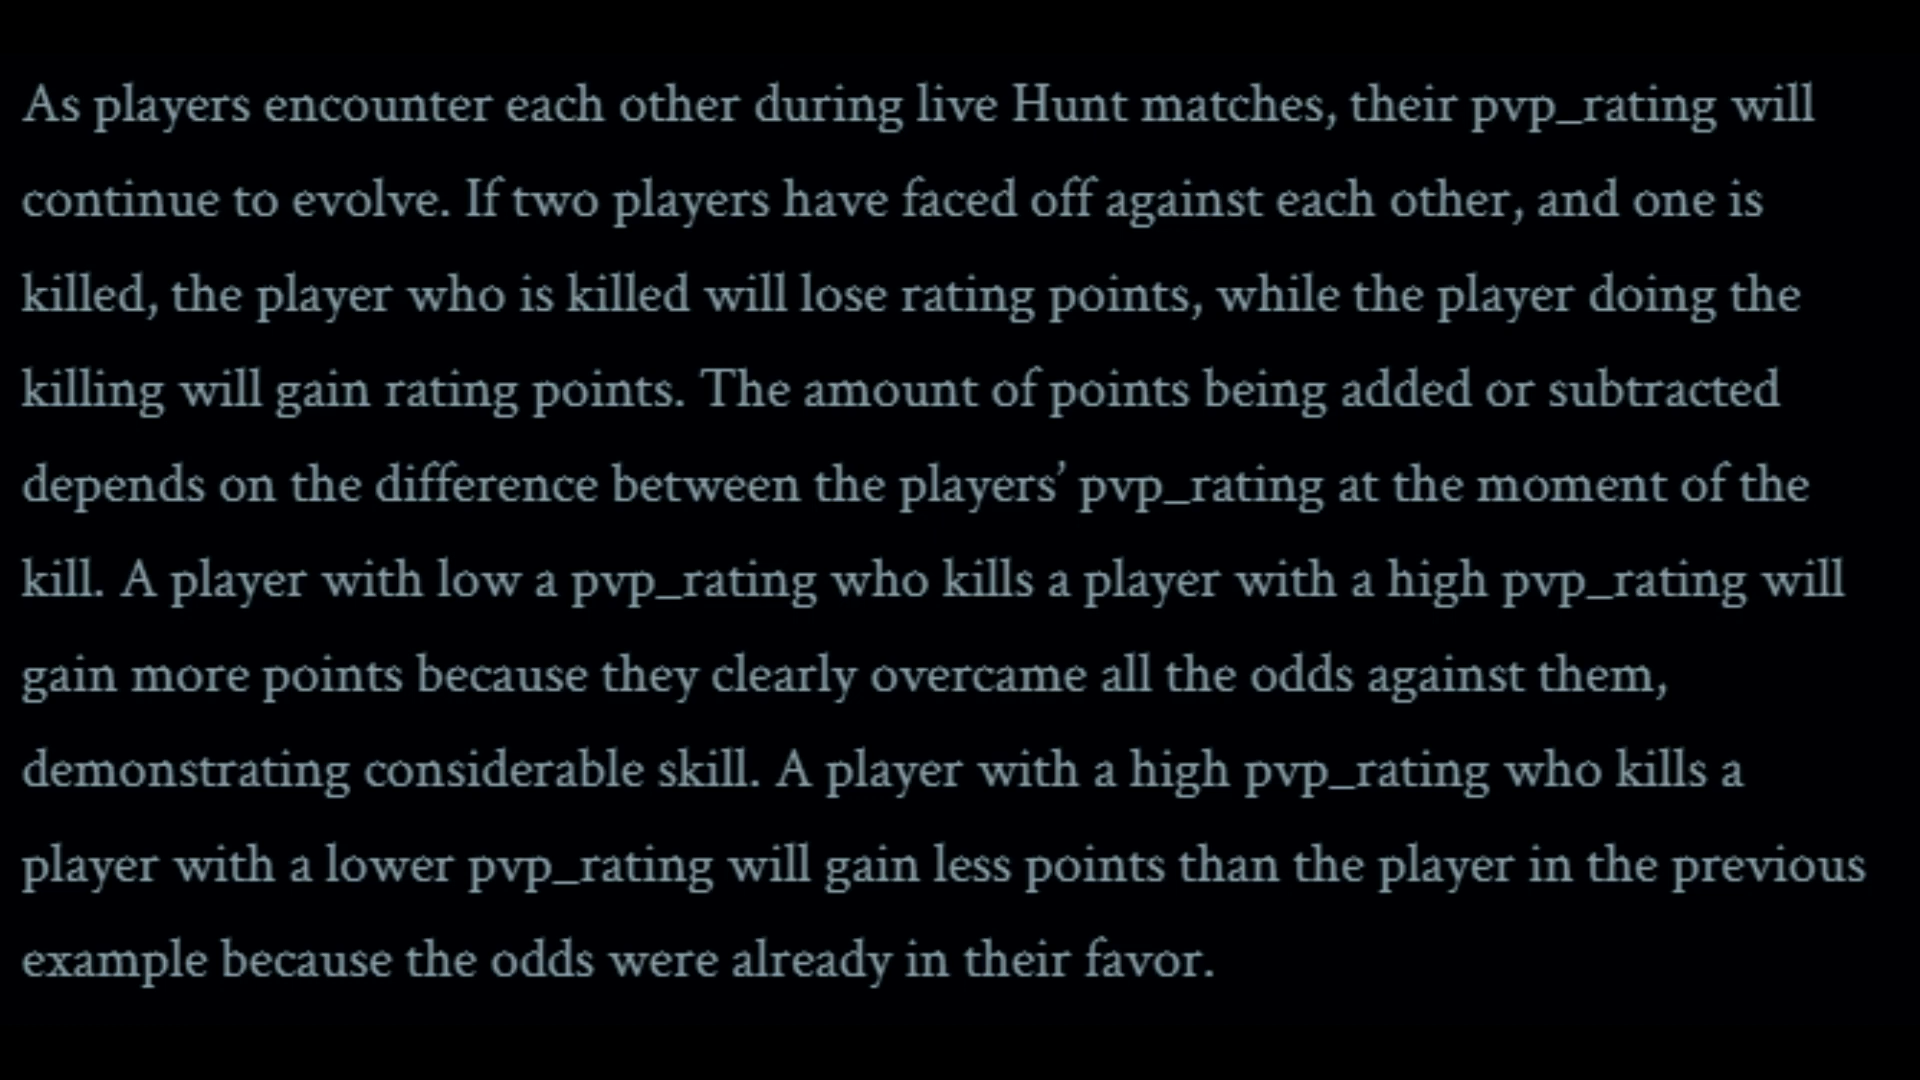 As players encounter each other during live Hunt matches, their pvp_rating will
continue to evolve. If two players have faced off against each other, and one is
killed, the player who is killed will lose rating points, while the player doing the
killing will gain rating points. The amount of points being added or subtracted
depends on the difference between the players’ pvp_rating at the moment of the
kill. A player with low a pvp_rating who kills a player with a high pvp_rating will
gain more points because they clearly overcame all the odds against them,
demonstrating considerable skill. A player with a high pvp_rating who kills a
player with a lower pvp_rating will gain less points than the player in the previous
example because the odds were already in their favor.